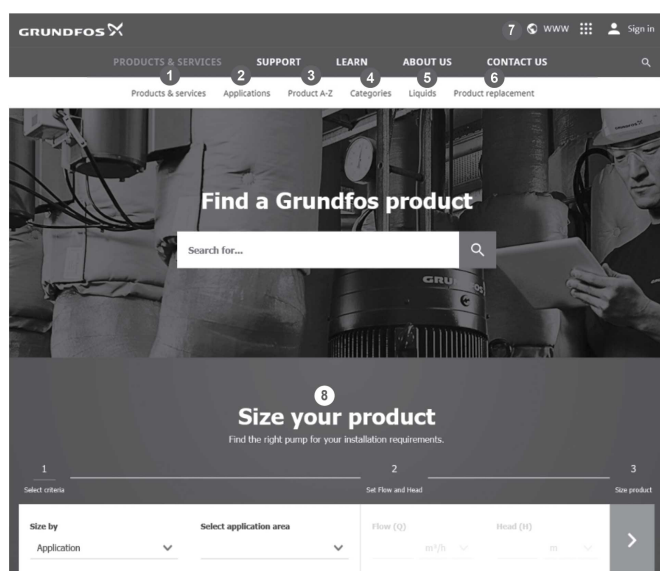 GRUNDFOS
7 WWW Sign in
PRODUCTS & SERVICES SUPPORT LEARN ABOUT US CONTACT US
1 2 3 4 5 6
Products & services Applications Product A-Z Categories Liquids Product replacement
Find a Grundfos product
Search for...
8
Size your product
Find the right pump for your installation requirements.
1 2 3
Select criteria Set Flow and Head Size product
Size by Select application area Flow (Q) Head (H)
Application m³/h m